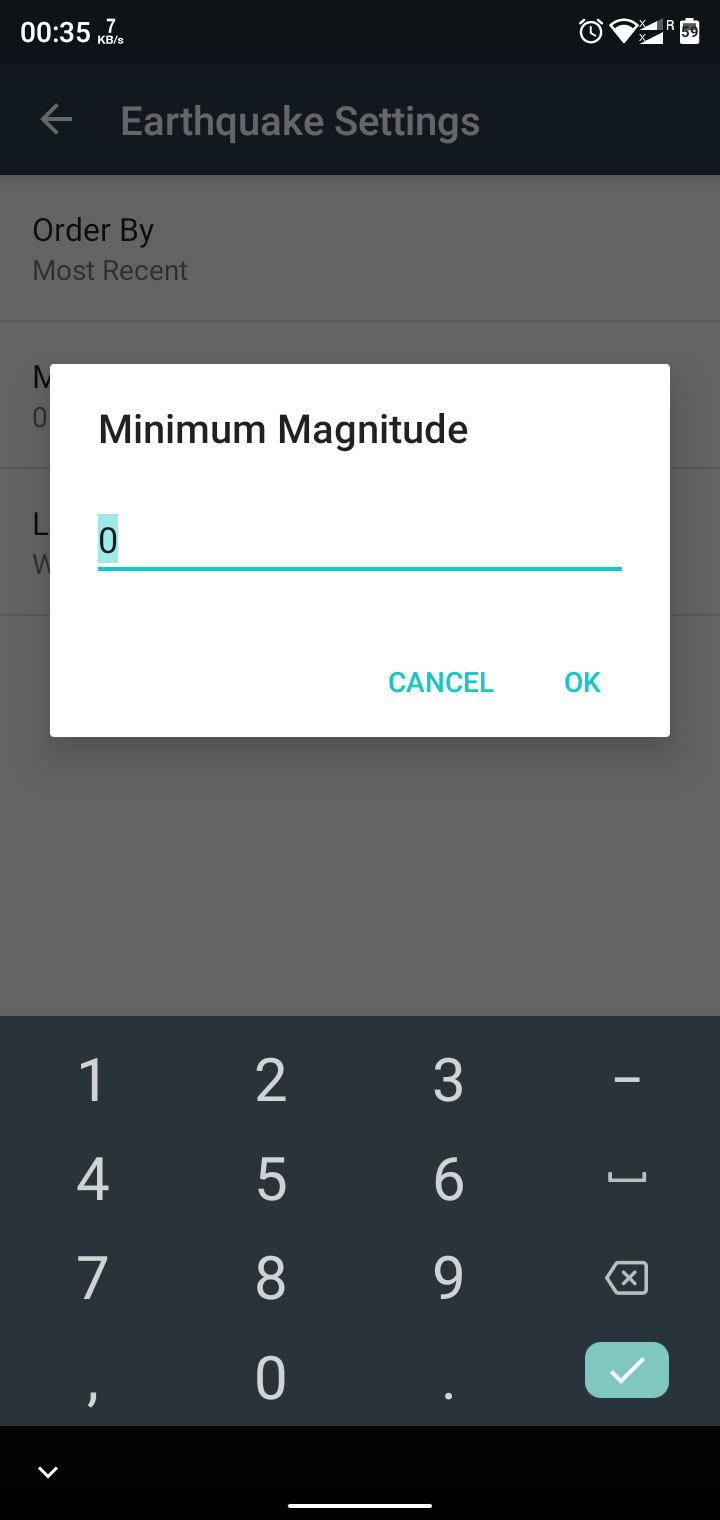 00:35 7 KB/s R 59
Earthquake Settings
Order By
Most Recent
M
0
L
W
Minimum Magnitude
0
CANCEL OK
1 2 3 –
4 5 6
7 8 9
, 0 .